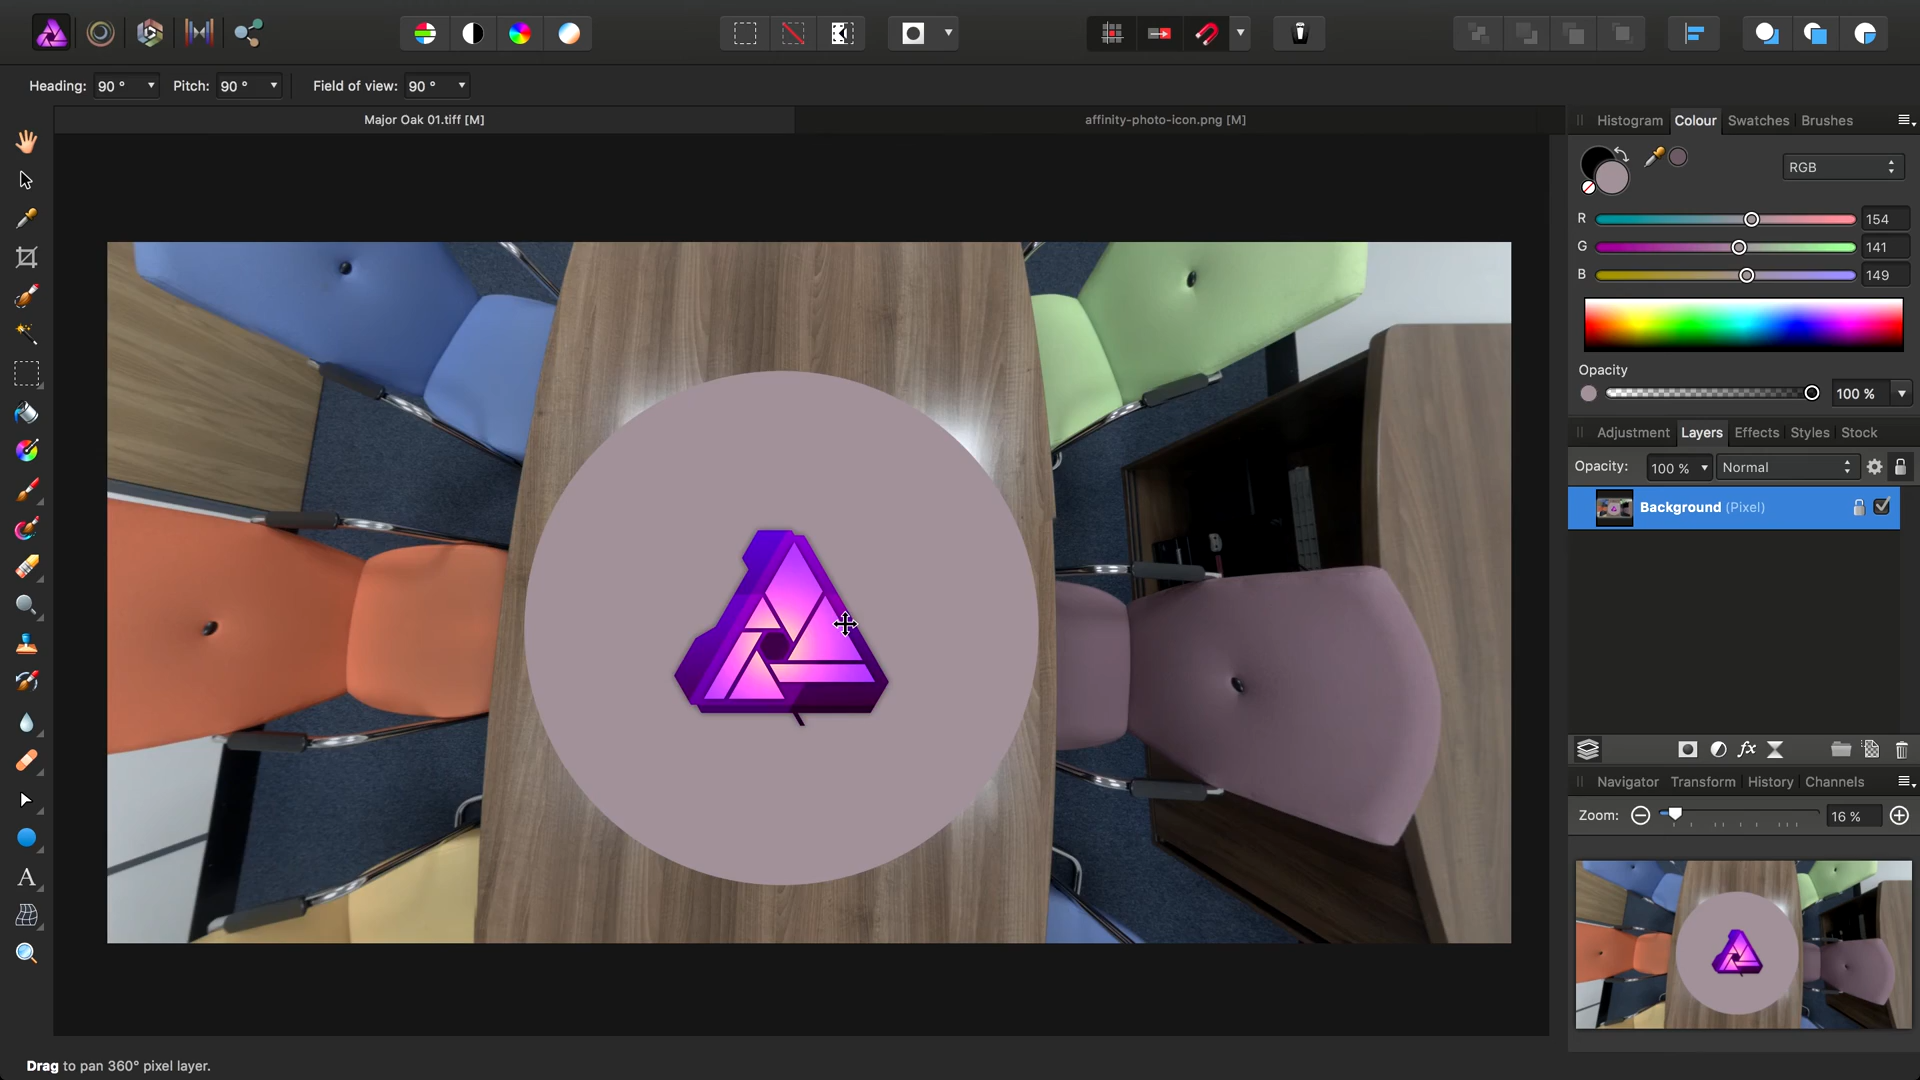 Heading: 90 ° Pitch: 90 ° Field of view: 90 °
Major Oak 01.tiff [M]
affinity-photo-icon.png [M]
Histogram Colour Swatches Brushes
RGB
R 154
G 141
B 149
Opacity
100 %
Adjustment Layers Effects Styles Stock
Opacity: 100 % Normal
Background (Pixel)
fx
Navigator Transform History Channels
Zoom: 16 %
A
Drag to pan 360° pixel layer.